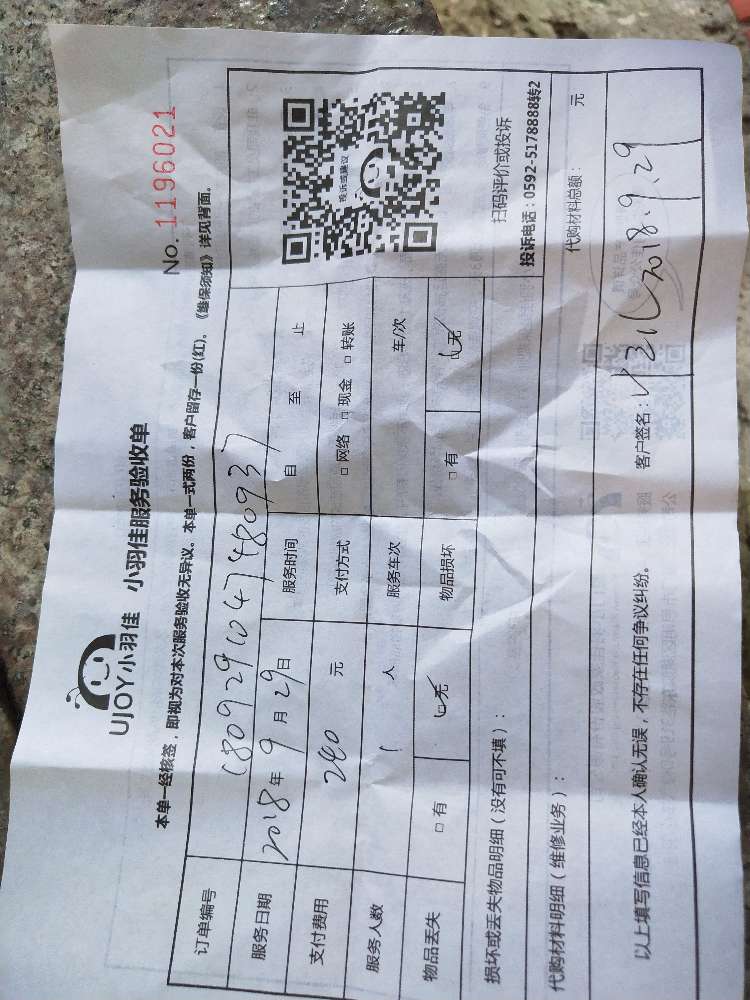 UJOY小羽佳 小羽佳服务验收单
No. 1196021
本单一经核签，即视为对本次服务验收无异议。本单一式两份，客户留存一份(红)。《维保须知》详见背面。
订单编号 180929104748093​7
服务日期 2018年9月29日 服务时间 自 至 止
支付费用 240 元 支付方式 □网络 □现金 □转账
服务人数 1 人 服务车次 车/次
物品丢失 □有 □无 物品损坏 □有 □无
投诉或建议
扫码评价或投诉
投诉电话：0592-5178888转2
损坏或丢失物品明细（没有可不填）：
代购材料明细（维修业务）： 代购材料总额： 元
以上填写信息已经本人确认无误，不存在任何争议纠纷。 客户签名： 2018.9.29